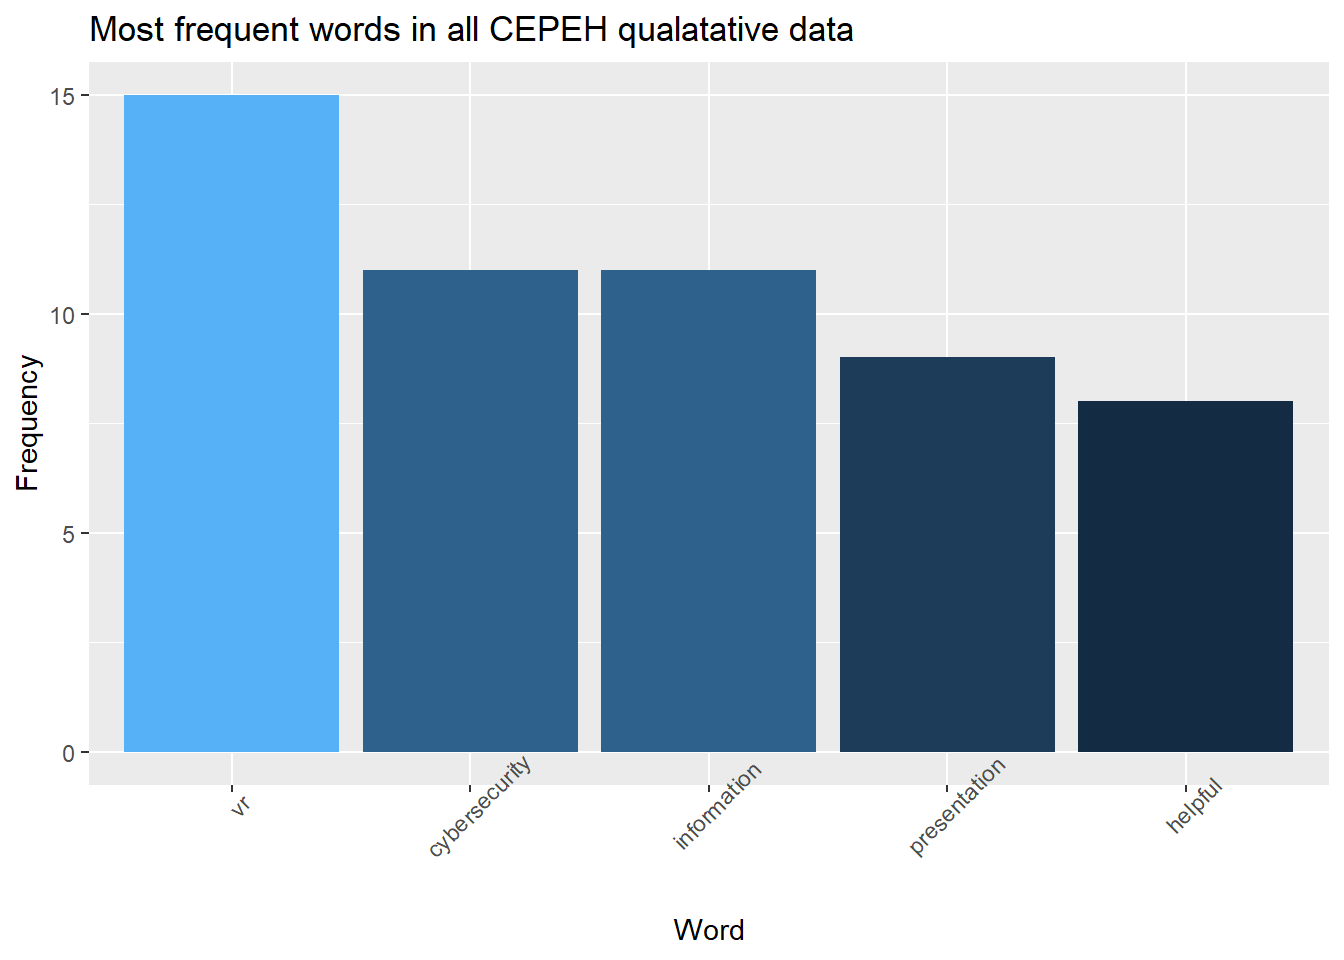 Most frequent words in all CEPEH qualatative data
15
10
5
0
Frequency
vr
cybersecurity
information
presentation
helpful
Word